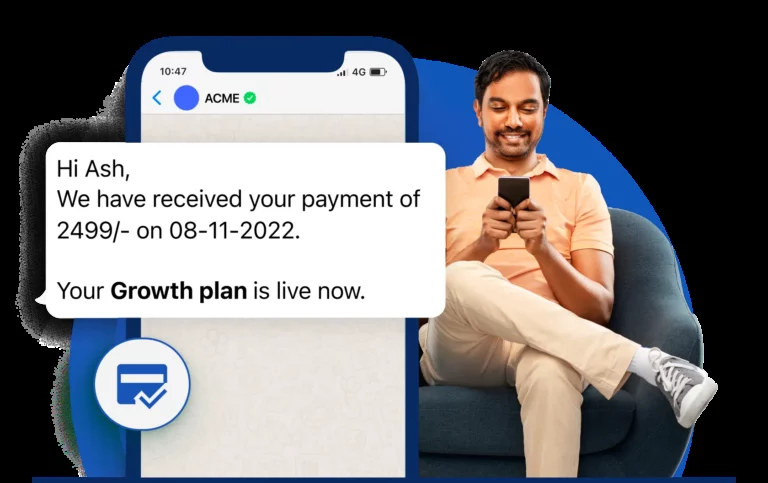 10:47 4G
ACME
Hi Ash,
We have received your payment of
2499/- on 08-11-2022.
Your Growth plan is live now.